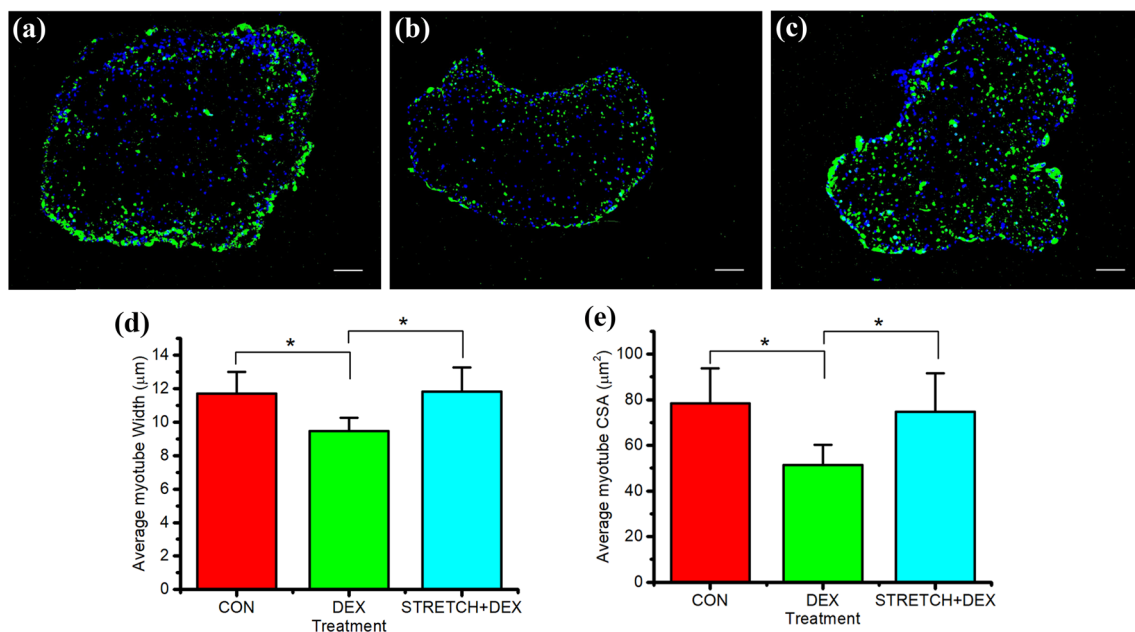 (a)
(b)
(c)
(d)
Average myotube Width (μm)
14
12
10
8
6
4
2
0
*
*
CON
DEX
STRETCH+DEX
Treatment
(e)
Average myotube CSA (μm²)
100
80
60
40
20
0
*
*
CON
DEX
STRETCH+DEX
Treatment